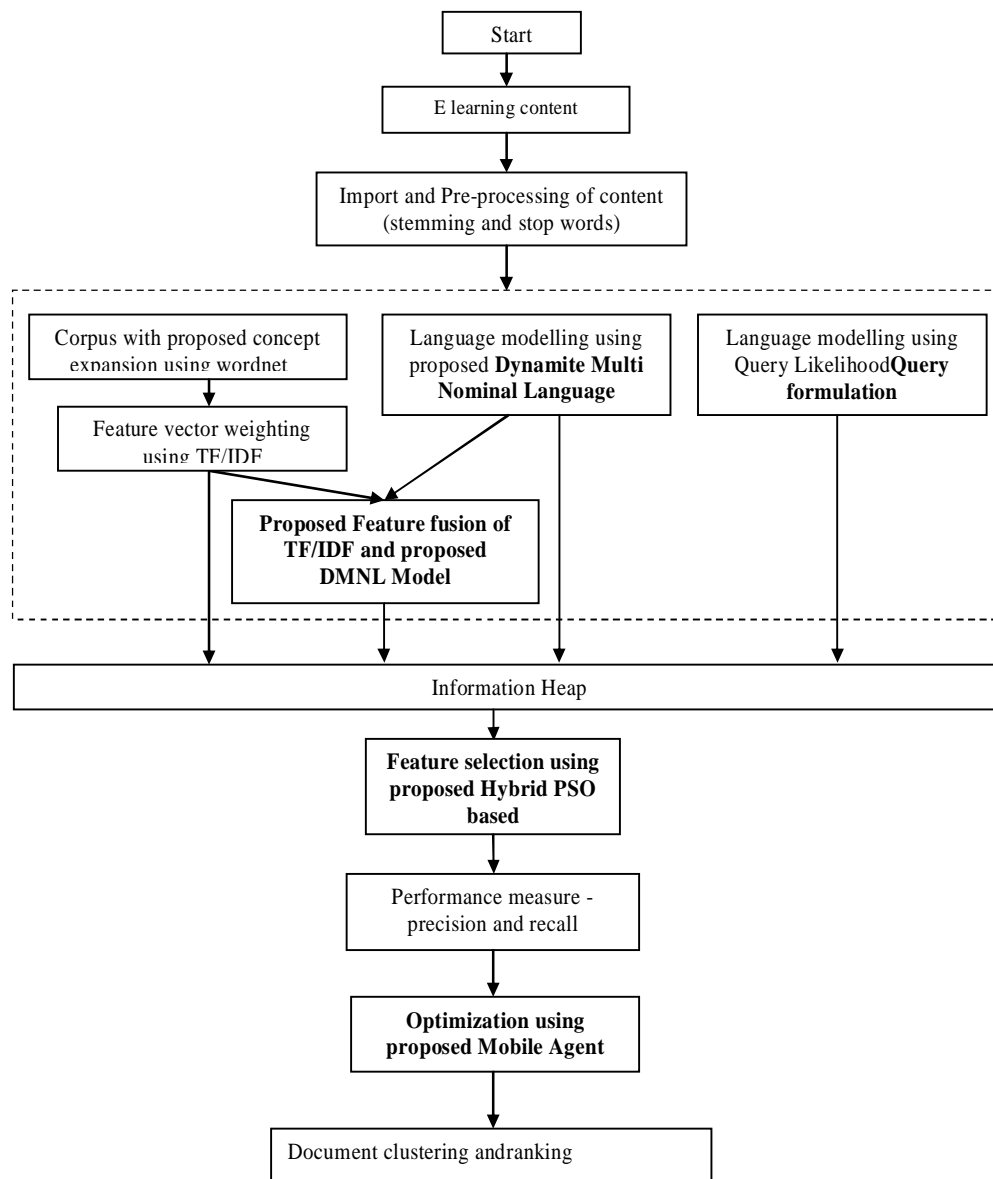 Start
E learning content
Import and Pre-processing of content
(stemming and stop words)
Corpus with proposed concept
expansion using wordnet
Language modelling using
proposed Dynamite Multi
Nominal Language
Language modelling using
Query LikelihoodQuery
formulation
Feature vector weighting
using TF/IDF
Proposed Feature fusion of
TF/IDF and proposed
DMNL Model
Information Heap
Feature selection using
proposed Hybrid PSO
based
Performance measure -
precision and recall
Optimization using
proposed Mobile Agent
Document clustering andranking